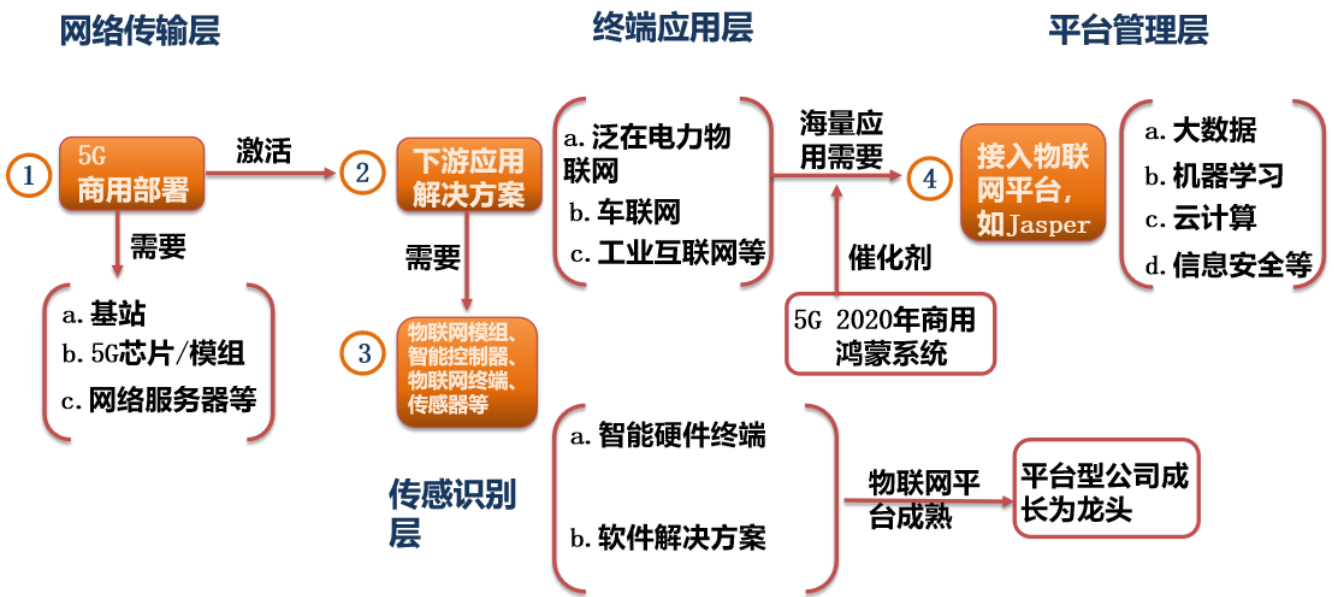 网络传输层
终端应用层
平台管理层
1
5G
商用部署
激活
2
下游应用
解决方案
a. 泛在电力物
联网
b. 车联网
c. 工业互联网等
海量应
用需要
4
接入物联
网平台，
如Jasper
a. 大数据
b. 机器学习
c. 云计算
d. 信息安全等
需要
需要
催化剂
a. 基站
b. 5G芯片/模组
c. 网络服务器等
3
物联网模组、
智能控制器、
物联网终端、
传感器等
5G 2020年商用
鸿蒙系统
传感识别
层
a. 智能硬件终端
b. 软件解决方案
物联网平
台成熟
平台型公司成
长为龙头